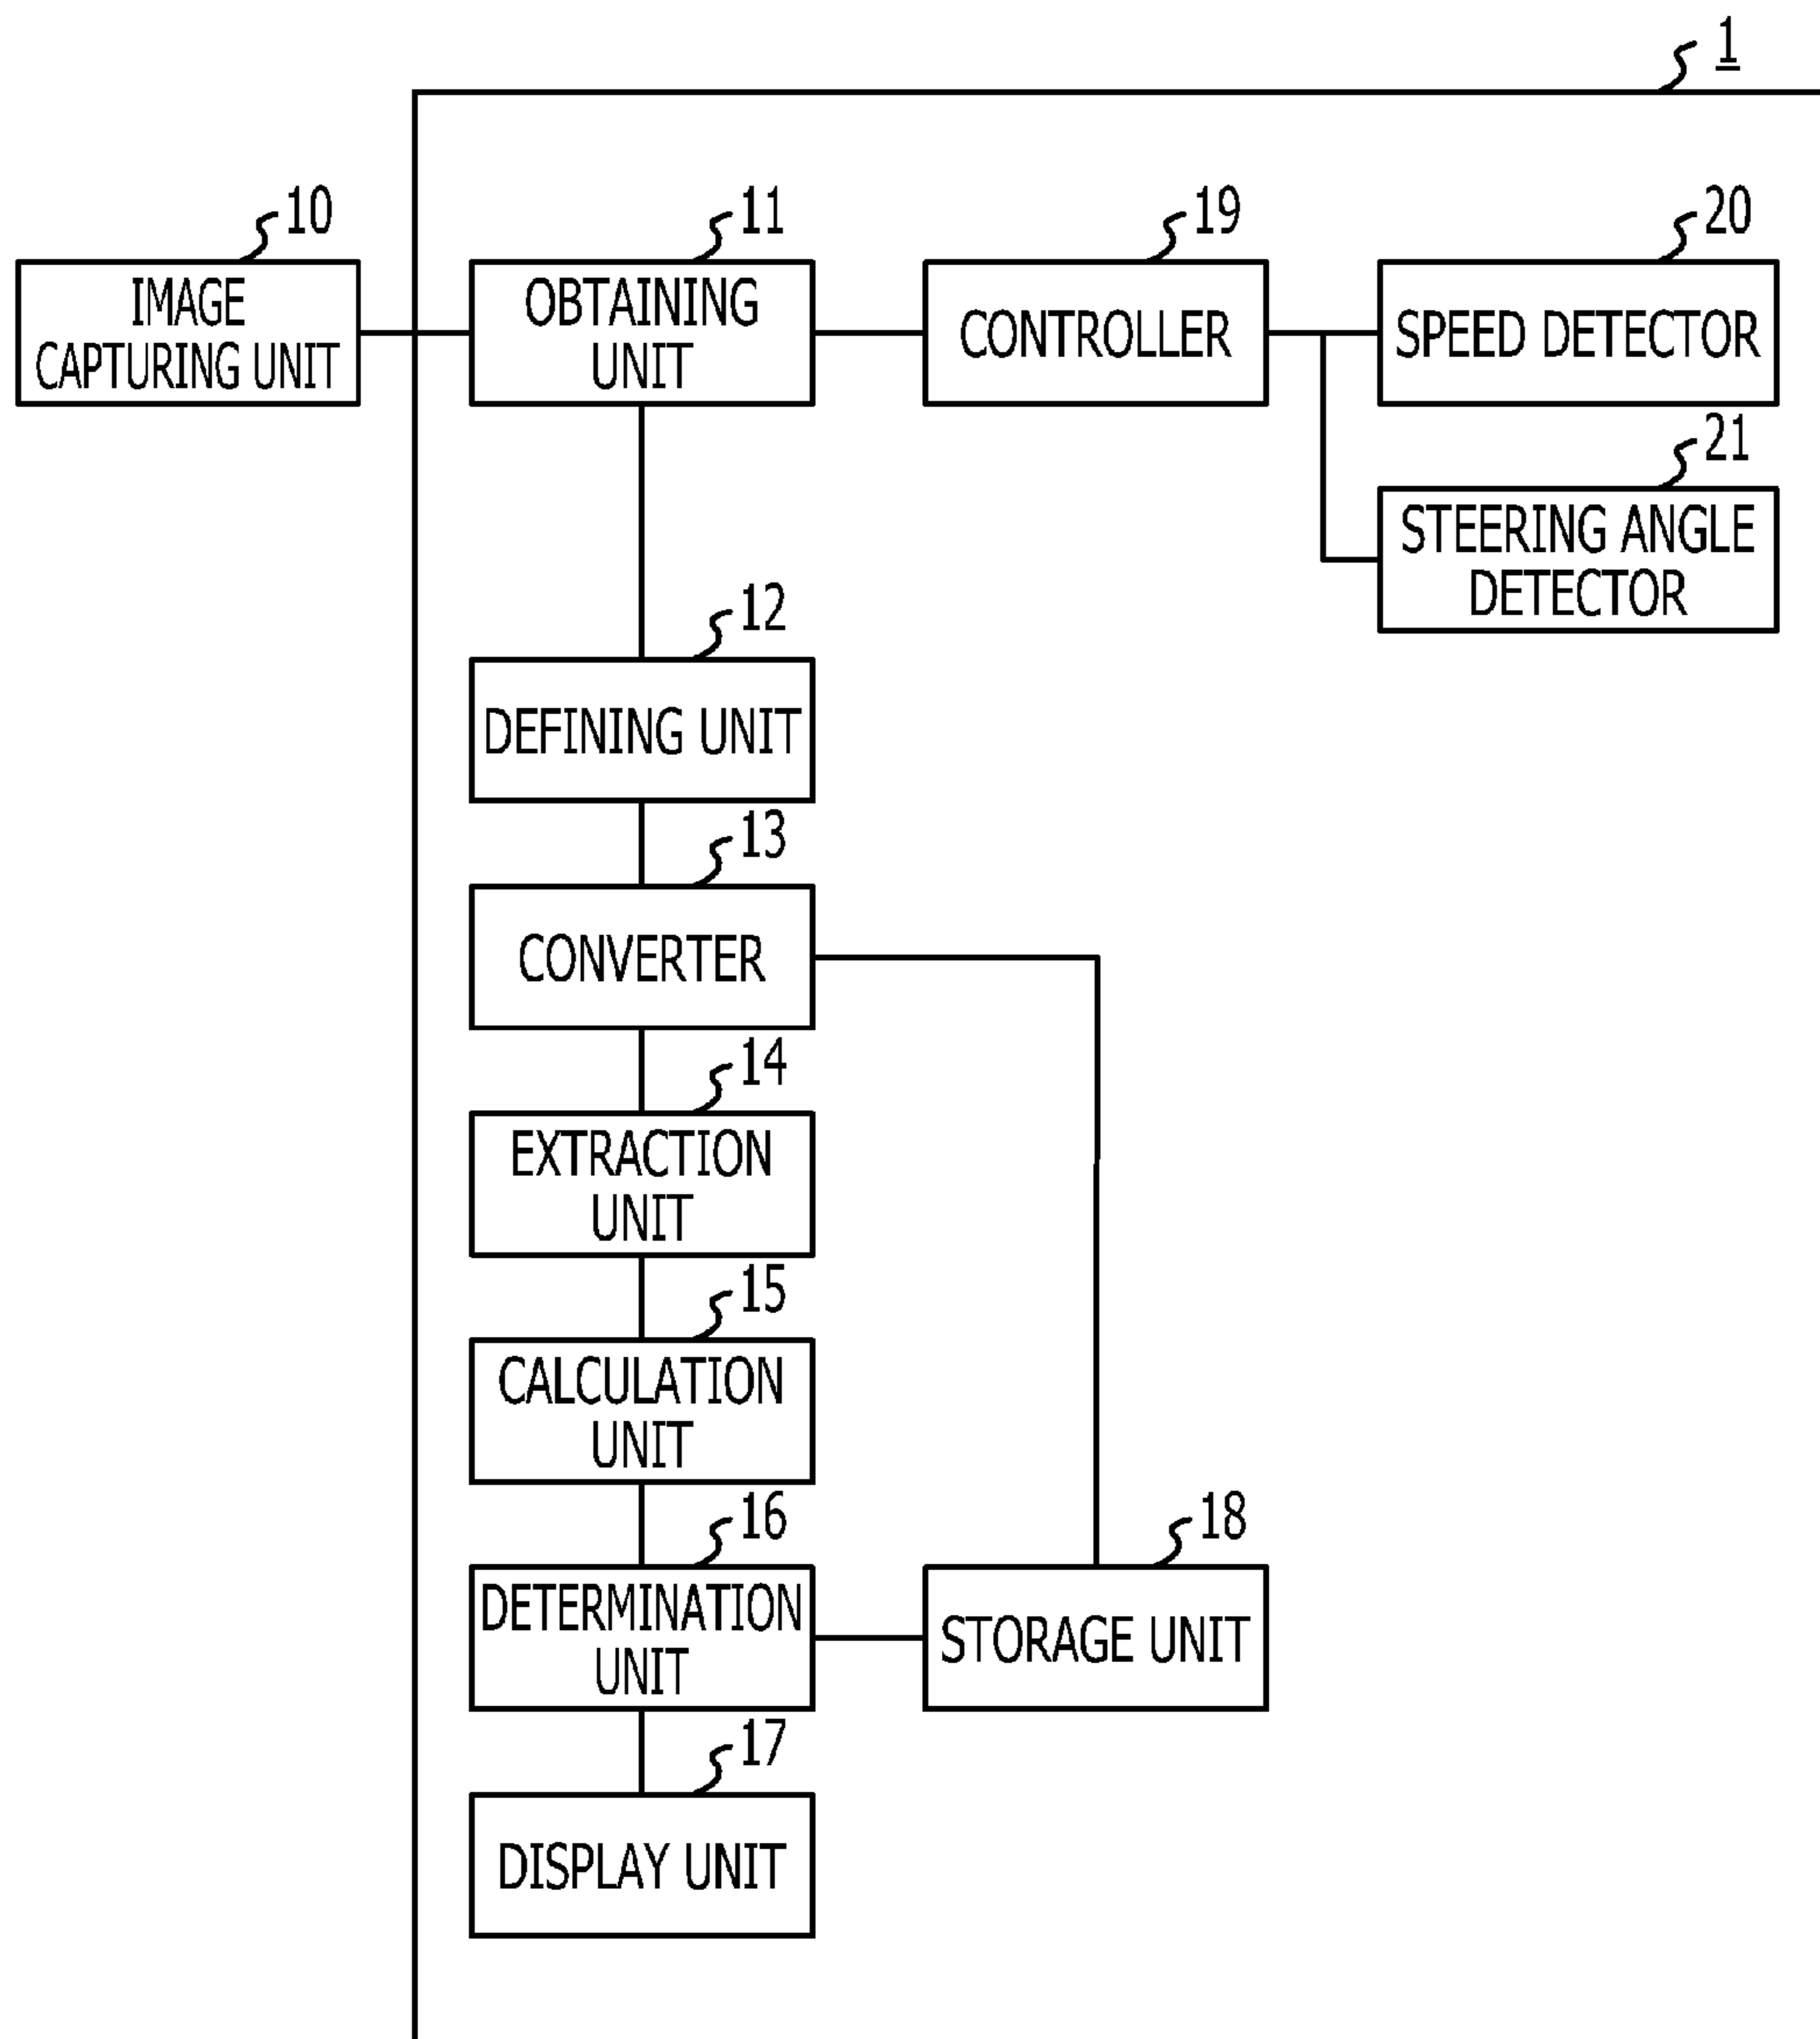 1
10
IMAGE
CAPTURING UNIT
11
OBTAINING
UNIT
19
CONTROLLER
20
SPEED DETECTOR
21
STEERING ANGLE
DETECTOR
12
DEFINING UNIT
13
CONVERTER
14
EXTRACTION
UNIT
15
CALCULATION
UNIT
16
DETERMINATION
UNIT
18
STORAGE UNIT
17
DISPLAY UNIT